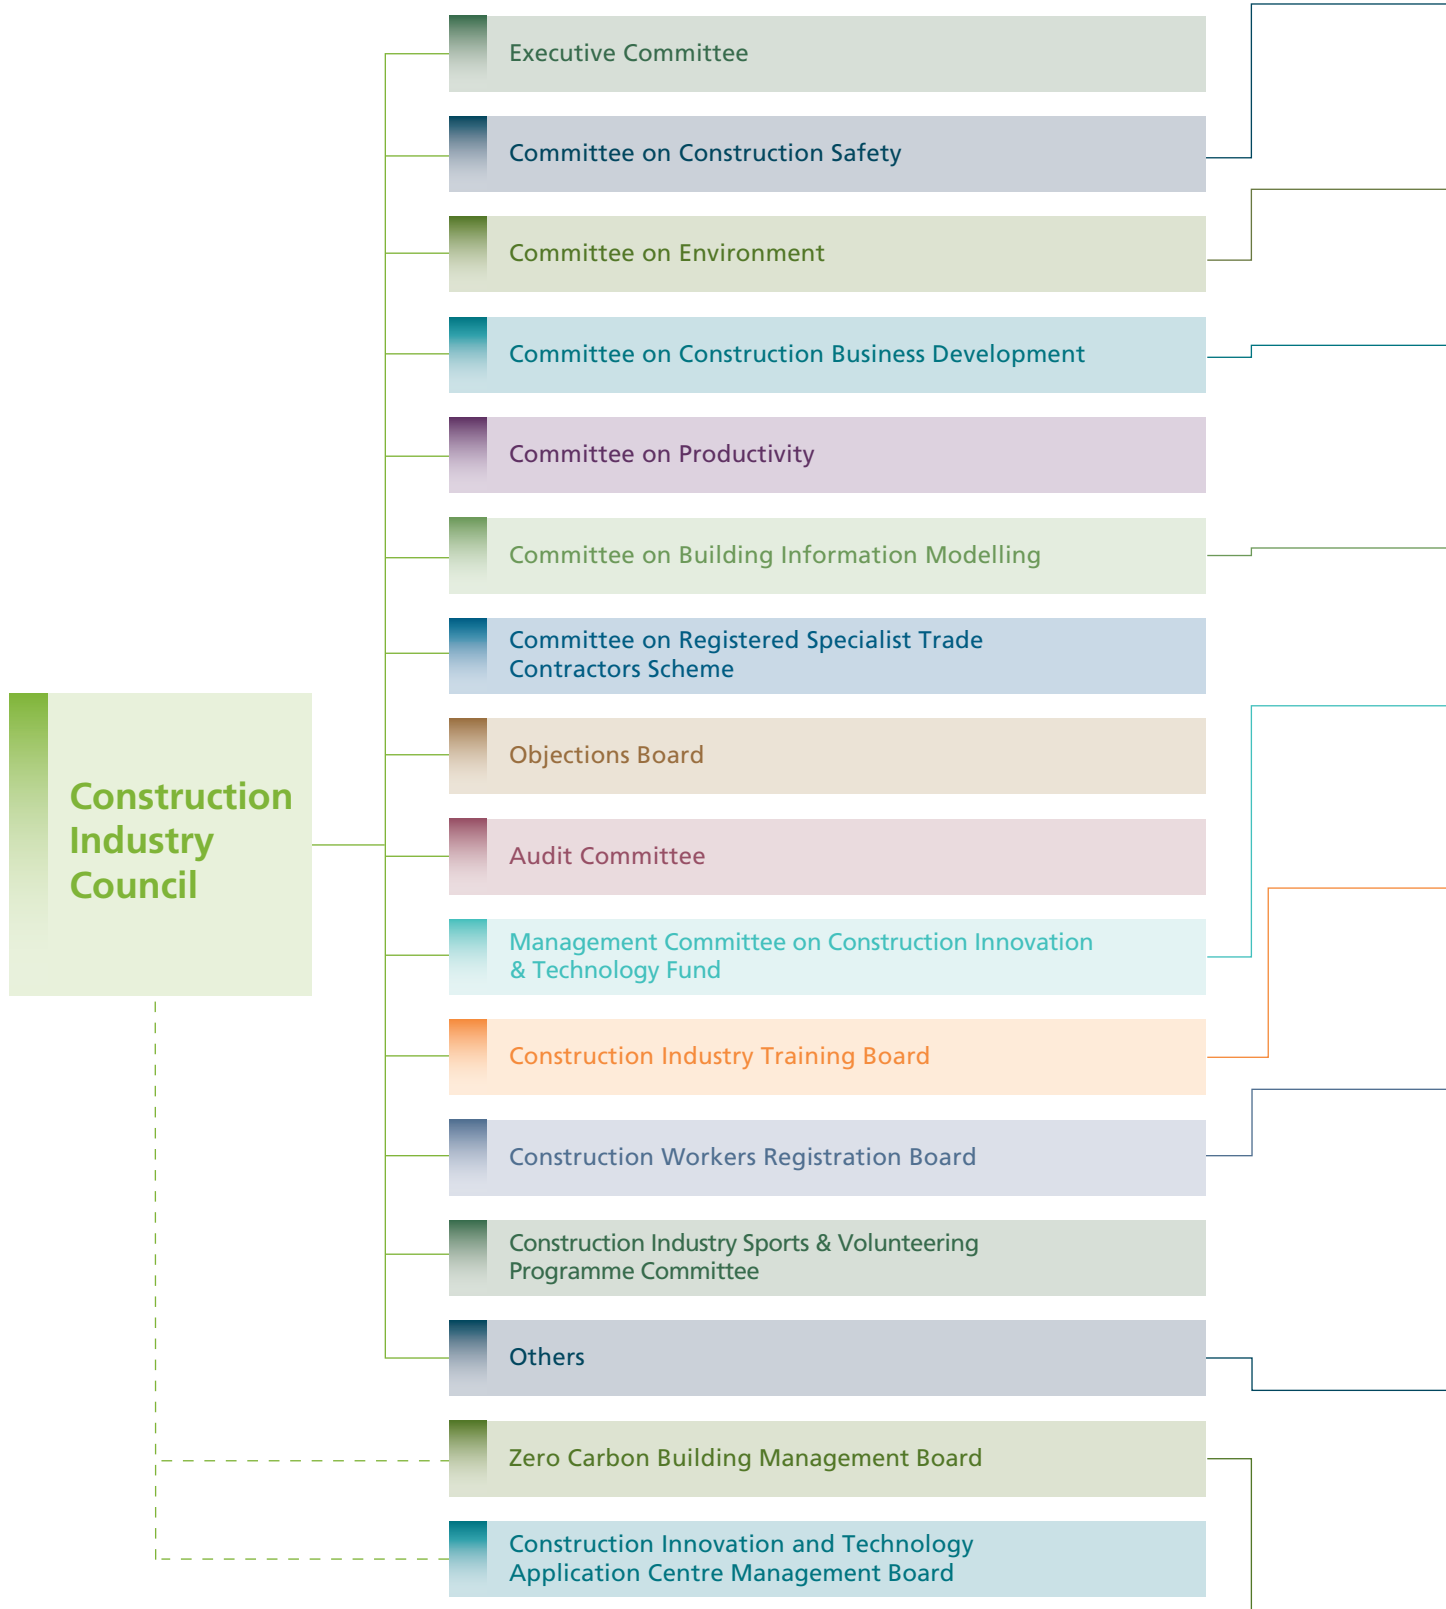 Construction
Industry
Council
Executive Committee
Committee on Construction Safety
Committee on Environment
Committee on Construction Business Development
Committee on Productivity
Committee on Building Information Modelling
Committee on Registered Specialist Trade
Contractors Scheme
Objections Board
Audit Committee
Management Committee on Construction Innovation
& Technology Fund
Construction Industry Training Board
Construction Workers Registration Board
Construction Industry Sports & Volunteering
Programme Committee
Others
Zero Carbon Building Management Board
Construction Innovation and Technology
Application Centre Management Board